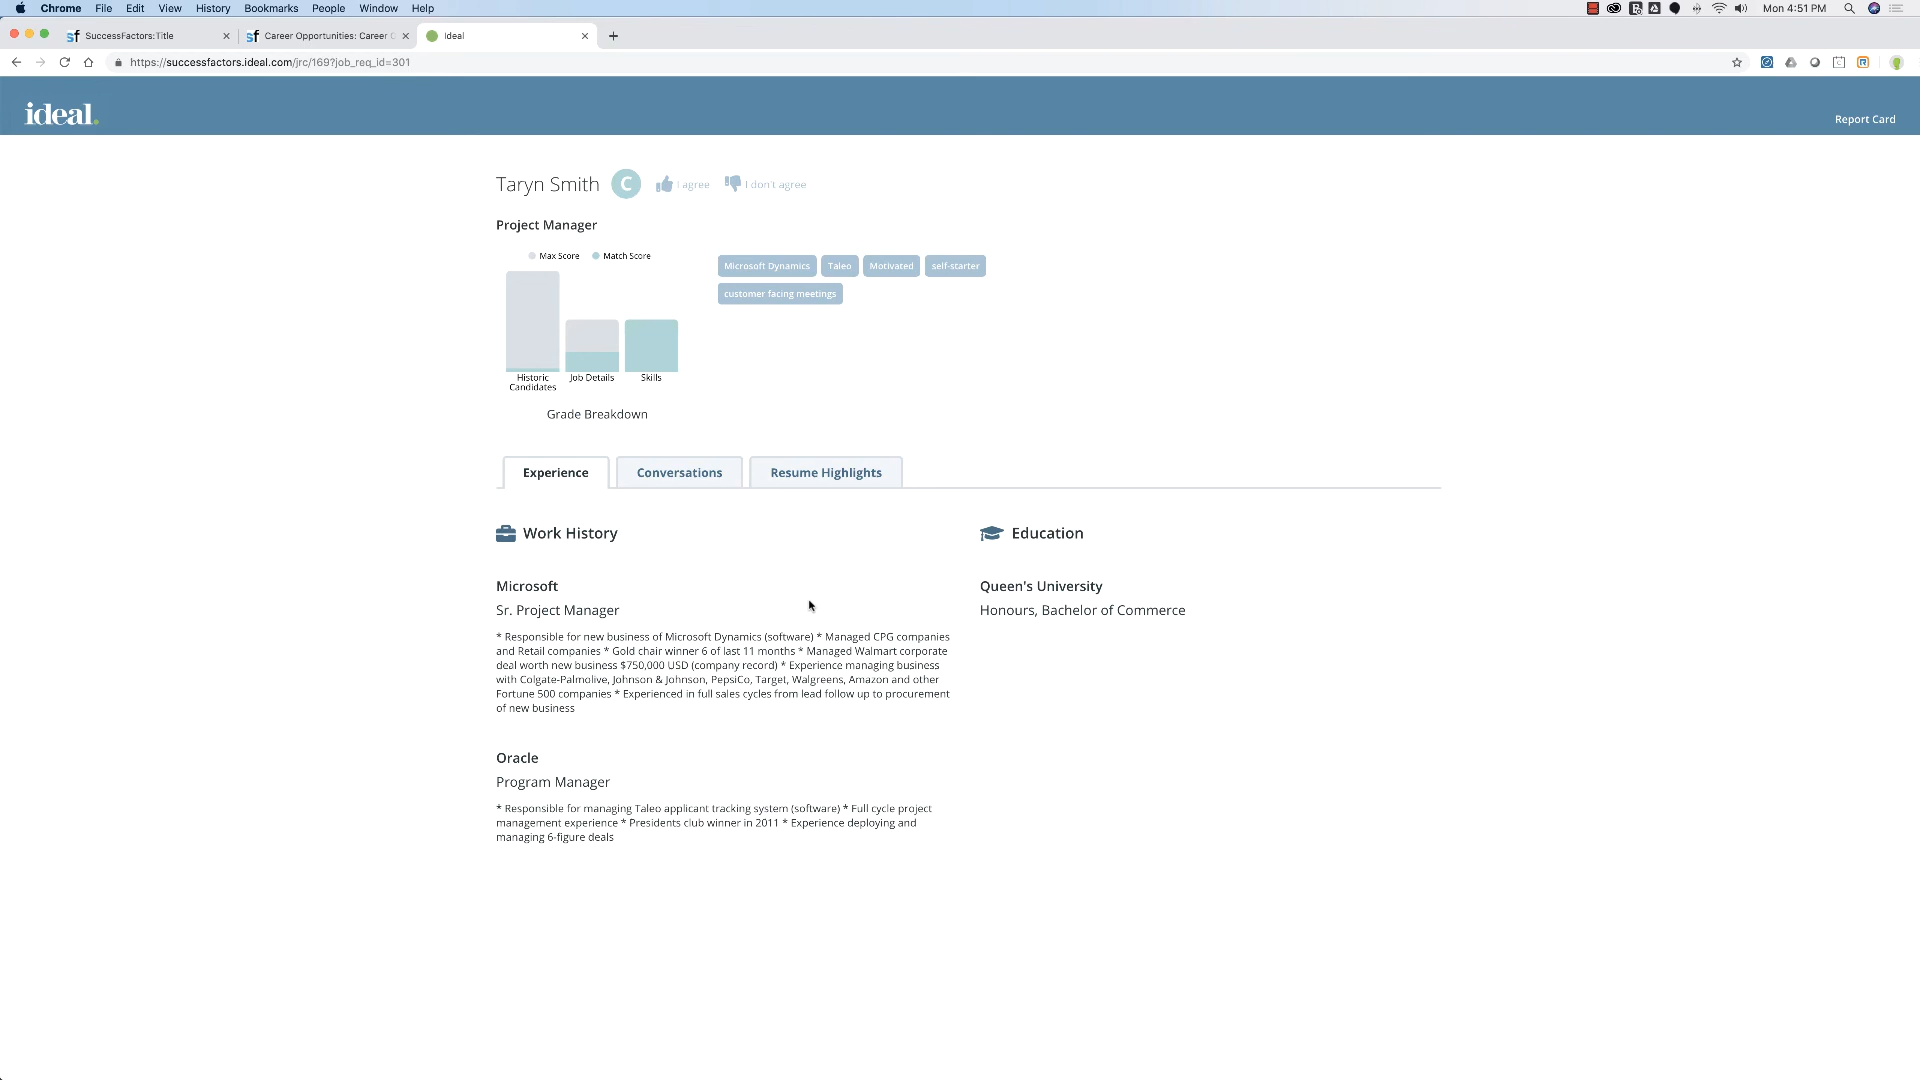 Chrome File Edit View History Bookmarks People Window Help Mon 4:51 PM
SuccessFactors:Title Career Opportunities: Career Ideal
https://successfactors.ideal.com/jrc/169?job_req_id=301
ideal.
Report Card
Taryn Smith C I agree I don't agree
Project Manager
Max Score Match Score
Microsoft Dynamics Taleo Motivated self-starter
customer facing meetings
Historic Candidates Job Details Skills
Grade Breakdown
Experience Conversations Resume Highlights
Work History
Microsoft
Sr. Project Manager
* Responsible for new business of Microsoft Dynamics (software) * Managed CPG companies
and Retail companies * Gold chair winner 6 of last 11 months * Managed Walmart corporate
deal worth new business $750,000 USD (company record) * Experience managing business
with Colgate-Palmolive, Johnson & Johnson, PepsiCo, Target, Walgreens, Amazon and other
Fortune 500 companies * Experienced in full sales cycles from lead follow up to procurement
of new business
Oracle
Program Manager
* Responsible for managing Taleo applicant tracking system (software) * Full cycle project
management experience * Presidents club winner in 2011 * Experience deploying and
managing 6-figure deals
Education
Queen's University
Honours, Bachelor of Commerce